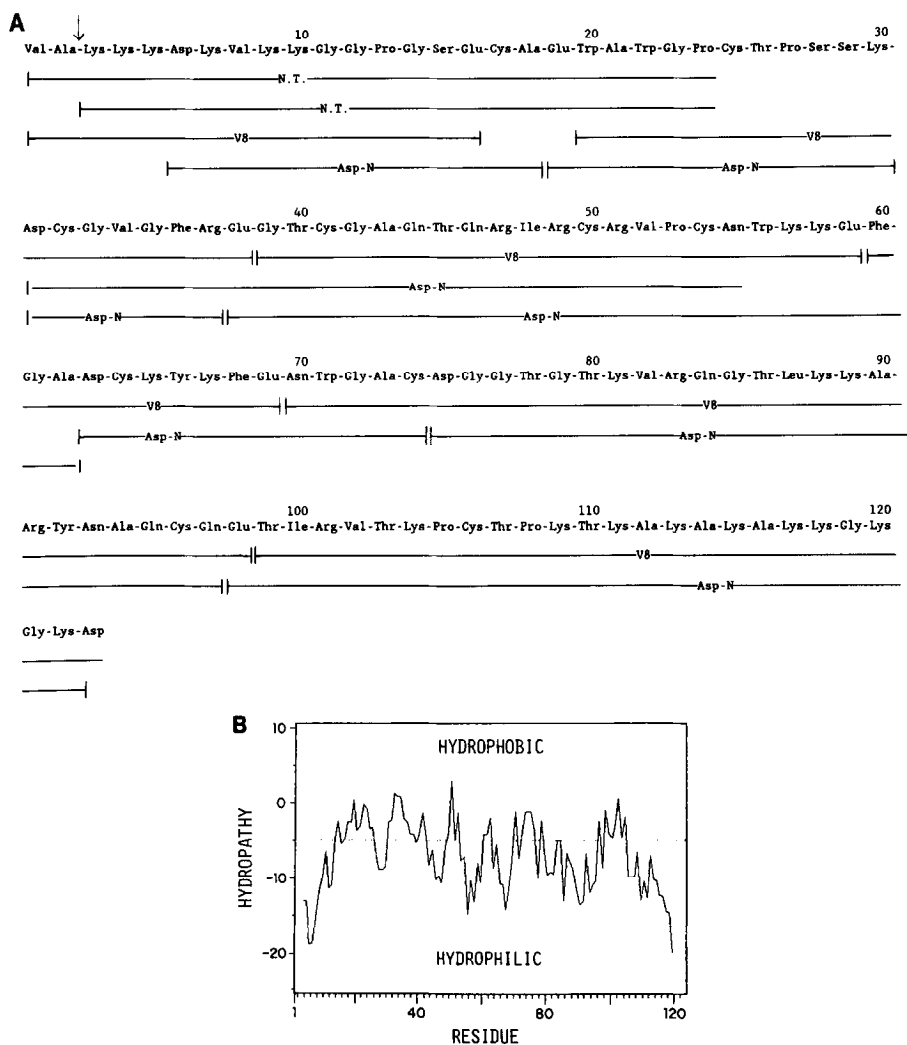 A
10 20 30
Val-Ala-Lys-Lys-Lys-Asp-Lys-Val-Lys-Lys-Gly-Gly-Pro-Gly-Ser-Glu-Cys-Ala-Glu-Trp-Ala-Trp-Gly-Pro-Cys-Thr-Pro-Ser-Ser-Lys-
N.T.
N.T.
V8 V8
Asp-N Asp-N
40 50 60
Asp-Cys-Gly-Val-Gly-Phe-Arg-Glu-Gly-Thr-Cys-Gly-Ala-Gln-Thr-Gln-Arg-Ile-Arg-Cys-Arg-Val-Pro-Cys-Asn-Trp-Lys-Lys-Glu-Phe-
V8
Asp-N
Asp-N Asp-N
70 80 90
Gly-Ala-Asp-Cys-Lys-Tyr-Lys-Phe-Glu-Asn-Trp-Gly-Ala-Cys-Asp-Gly-Gly-Thr-Gly-Thr-Lys-Val-Arg-Gln-Gly-Thr-Leu-Lys-Lys-Ala-
V8 V8
Asp-N Asp-N
100 110 120
Arg-Tyr-Asn-Ala-Gln-Cys-Gln-Glu-Thr-Ile-Arg-Val-Thr-Lys-Pro-Cys-Thr-Pro-Lys-Thr-Lys-Ala-Lys-Ala-Lys-Ala-Lys-Lys-Gly-Lys
V8
Asp-N
Gly-Lys-Asp
B
10
HYDROPHOBIC
0
HYDROPATHY
-10
-20
HYDROPHILIC
1 40 80 120
RESIDUE